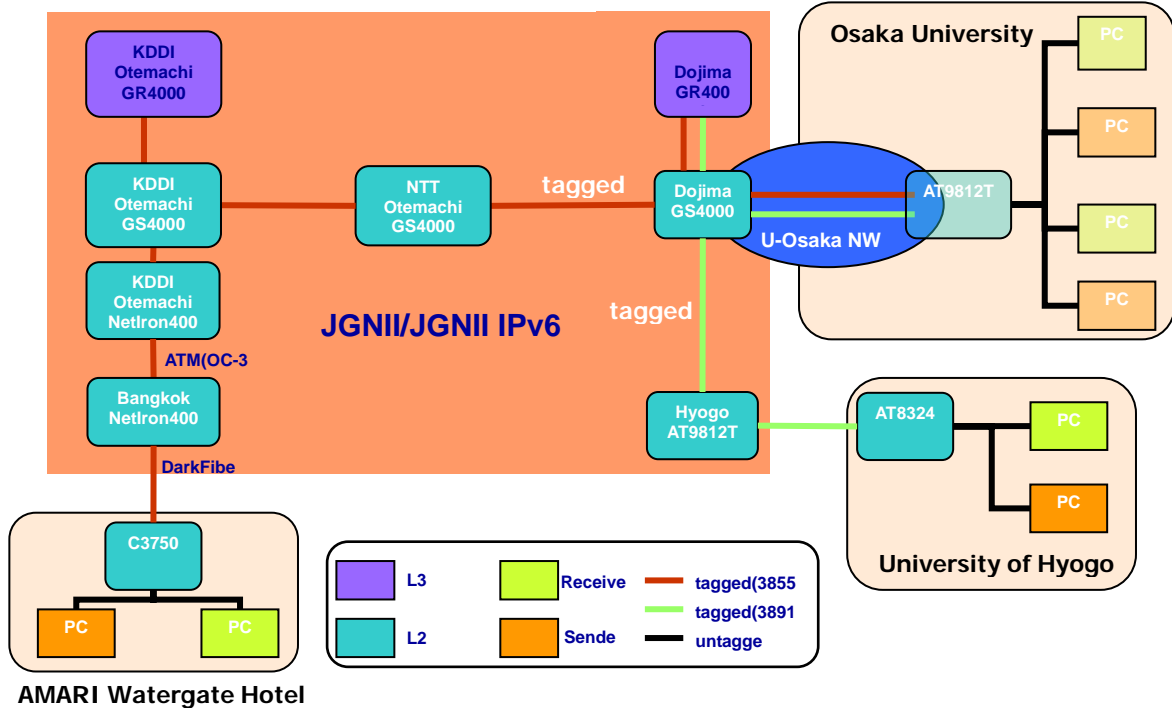 KDDI
Otemachi
GR4000
Dojima
GR400
Osaka University
PC
PC
PC
PC
KDDI
Otemachi
GS4000
NTT
Otemachi
GS4000
tagged
Dojima
GS4000
AT9812T
U-Osaka NW
KDDI
Otemachi
NetIron400
JGNII/JGNII IPv6
tagged
ATM(OC-3
Bangkok
NetIron400
Hyogo
AT9812T
AT8324
PC
PC
University of Hyogo
DarkFibe
C3750
PC
PC
AMARI Watergate Hotel
L3
Receive
tagged(3855
tagged(3891
L2
Sende
untagge